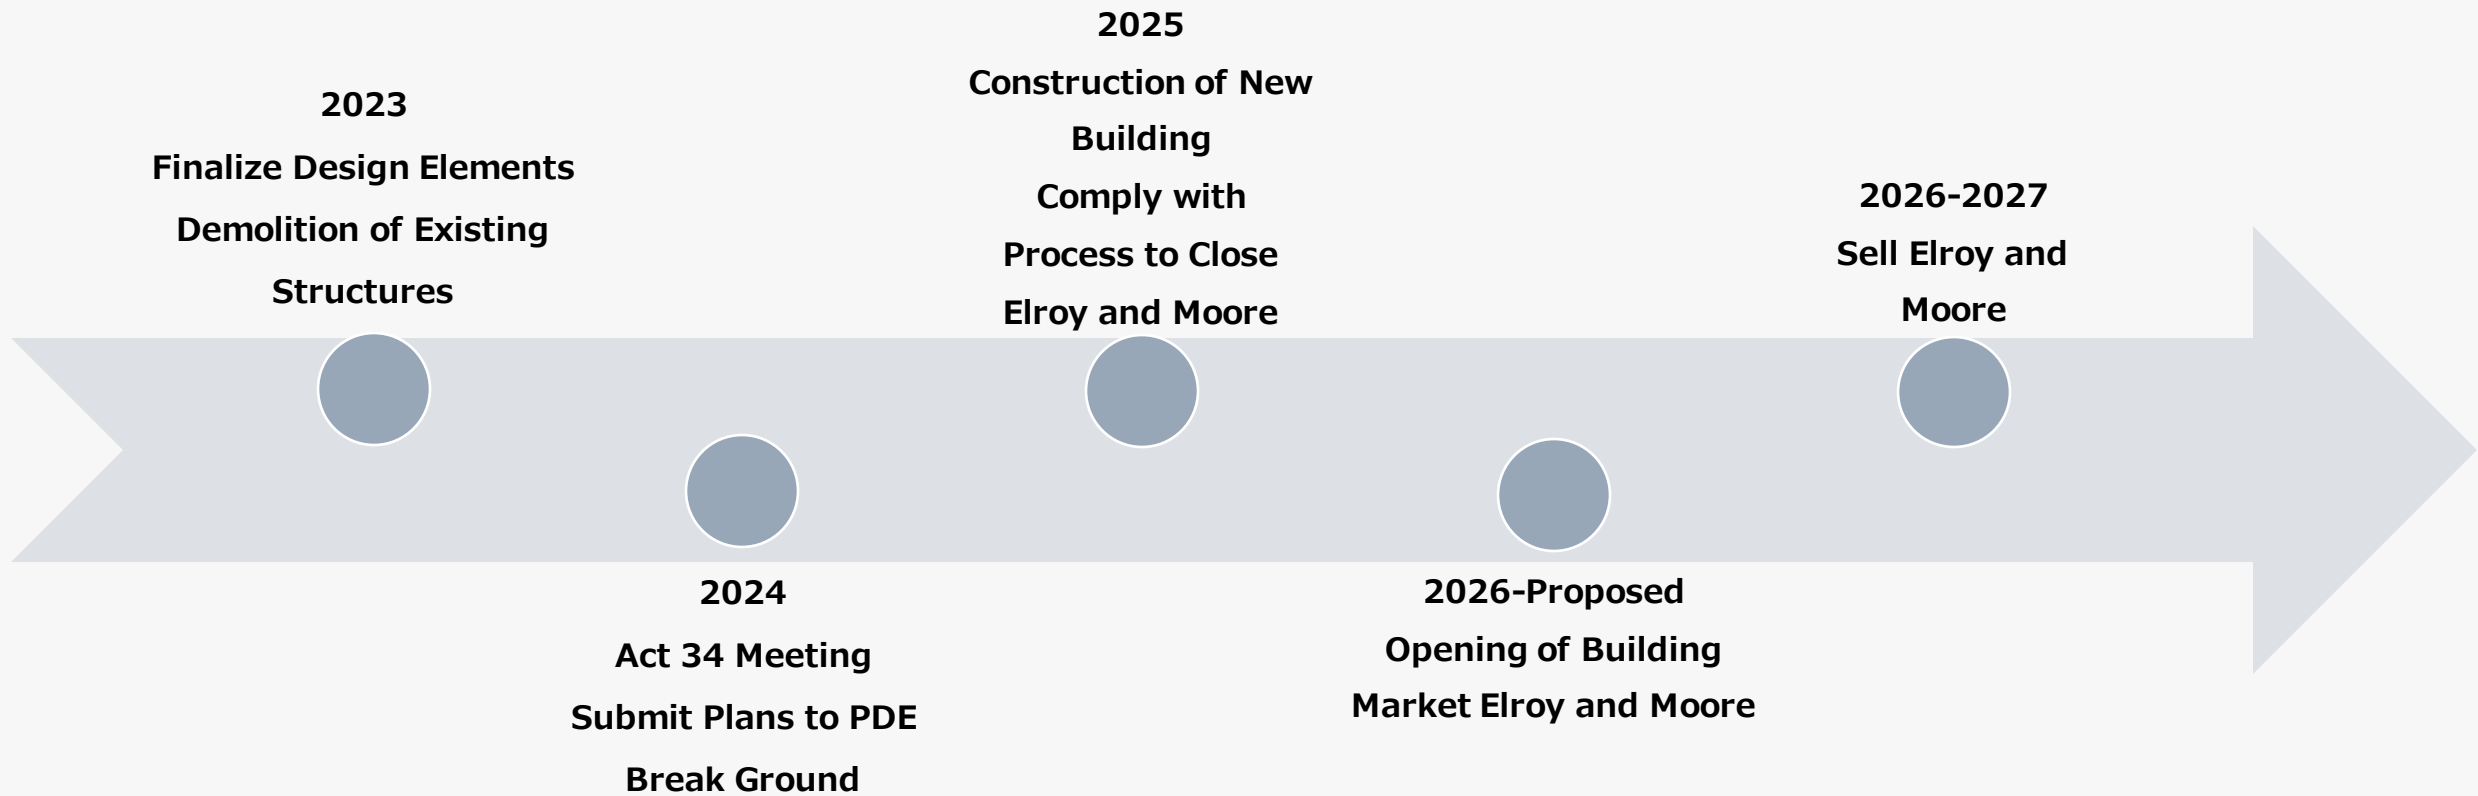 2023
Finalize Design Elements
Demolition of Existing
Structures
2024
Act 34 Meeting
Submit Plans to PDE
Break Ground
2025
Construction of New
Building
Comply with
Process to Close
Elroy and Moore
2026-Proposed
Opening of Building
Market Elroy and Moore
2026-2027
Sell Elroy and
Moore